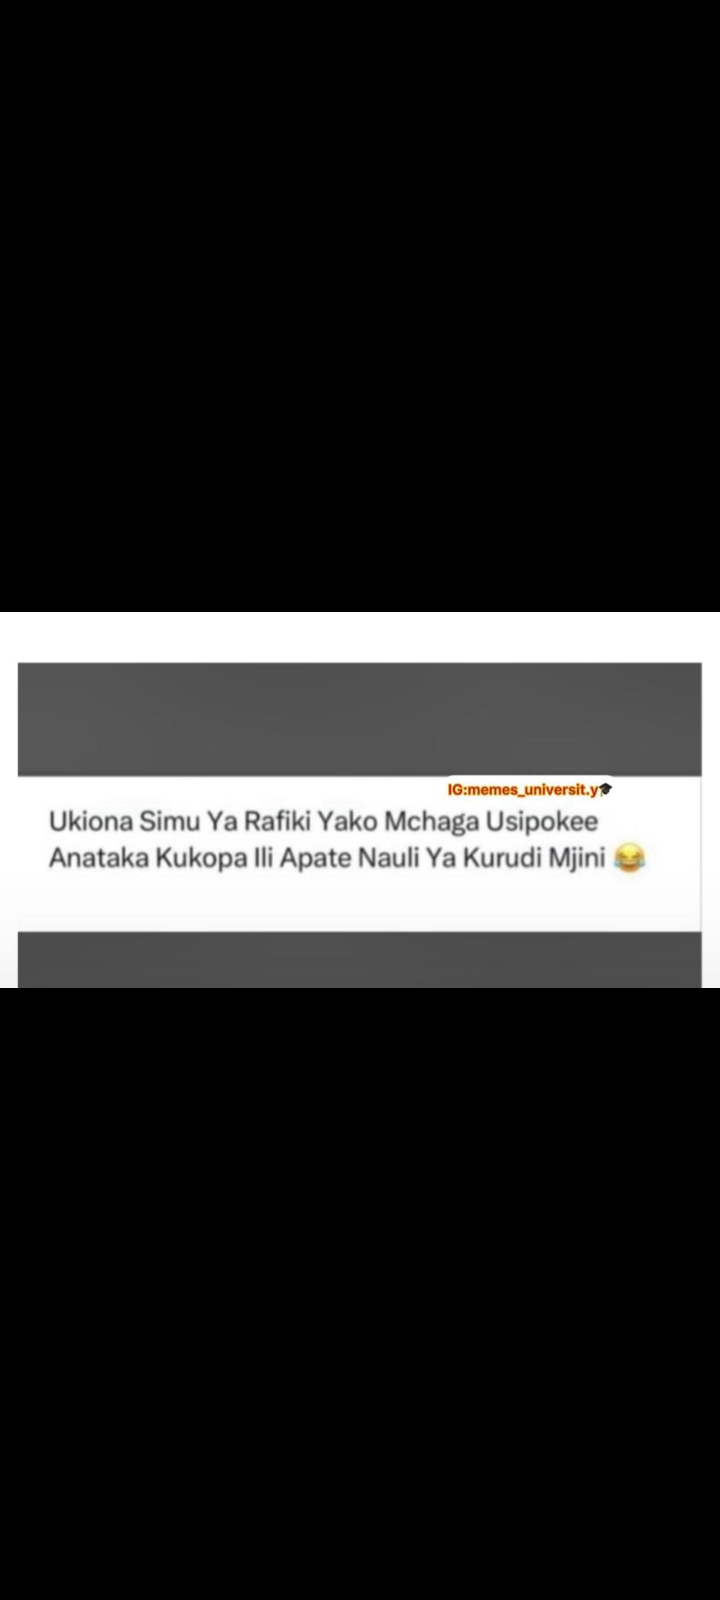 IG:memes_universit.y🎓
Ukiona Simu Ya Rafiki Yako Mchaga Usipokee
Anataka Kukopa Ili Apate Nauli Ya Kurudi Mjini 😂